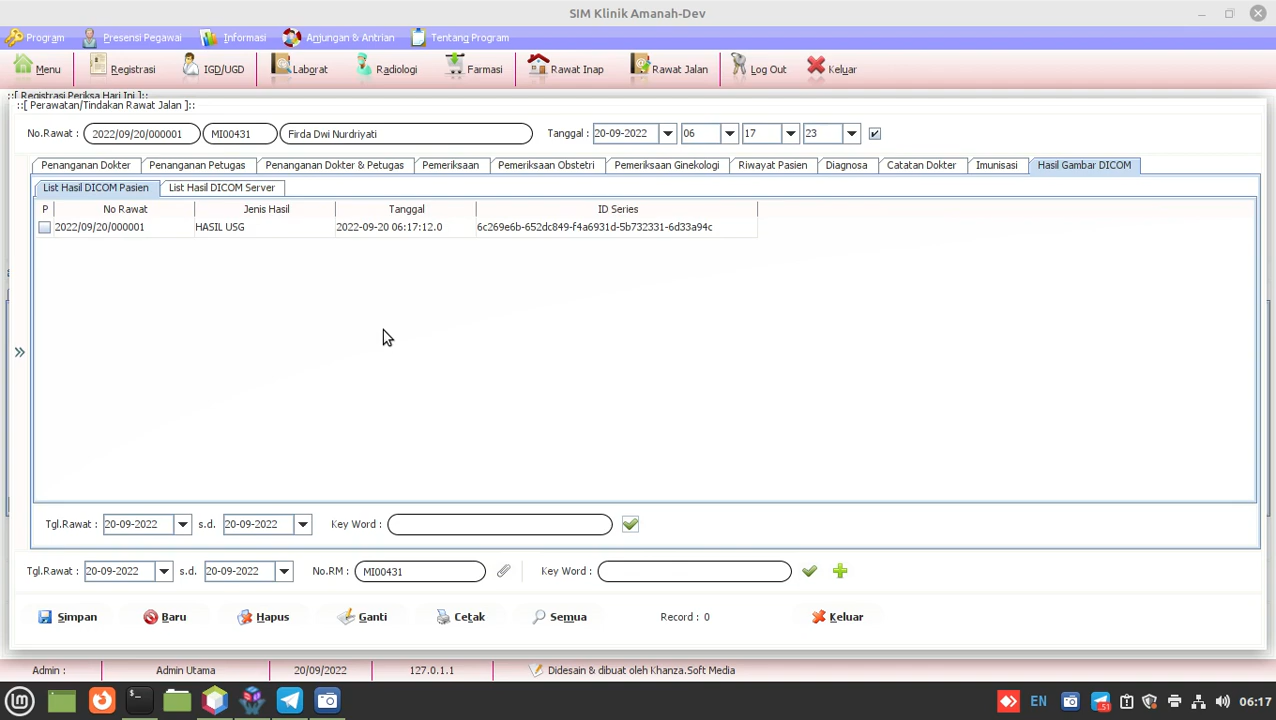 SIM Klinik Amanah-Dev
Program Presensi Pegawai Informasi Anjungan & Antrian Tentang Program
Menu Registrasi IGD/UGD Laborat Radiologi Farmasi Rawat Inap Rawat Jalan Log Out Keluar
::[ Registrasi Periksa Hari Ini ]::
::[ Perawatan/Tindakan Rawat Jalan ]::
No.Rawat : 2022/09/20/000001 MI00431 Firda Dwi Nurdriyati Tanggal : 20-09-2022 06 17 23
Penanganan Dokter Penanganan Petugas Penanganan Dokter & Petugas Pemeriksaan Pemeriksaan Obstetri Pemeriksaan Ginekologi Riwayat Pasien Diagnosa Catatan Dokter Imunisasi Hasil Gambar DICOM
List Hasil DICOM Pasien List Hasil DICOM Server
P No Rawat Jenis Hasil Tanggal ID Series
2022/09/20/000001 HASIL USG 2022-09-20 06:17:12.0 6c269e6b-652dc849-f4a6931d-5b732331-6d33a94c
Tgl.Rawat : 20-09-2022 s.d. 20-09-2022 Key Word :
Tgl.Rawat : 20-09-2022 s.d. 20-09-2022 No.RM : MI00431 Key Word :
Simpan Baru Hapus Ganti Cetak Semua Record : 0 Keluar
Admin : Admin Utama 20/09/2022 127.0.1.1 Didesain & dibuat oleh Khanza.Soft Media
EN 51 06:17